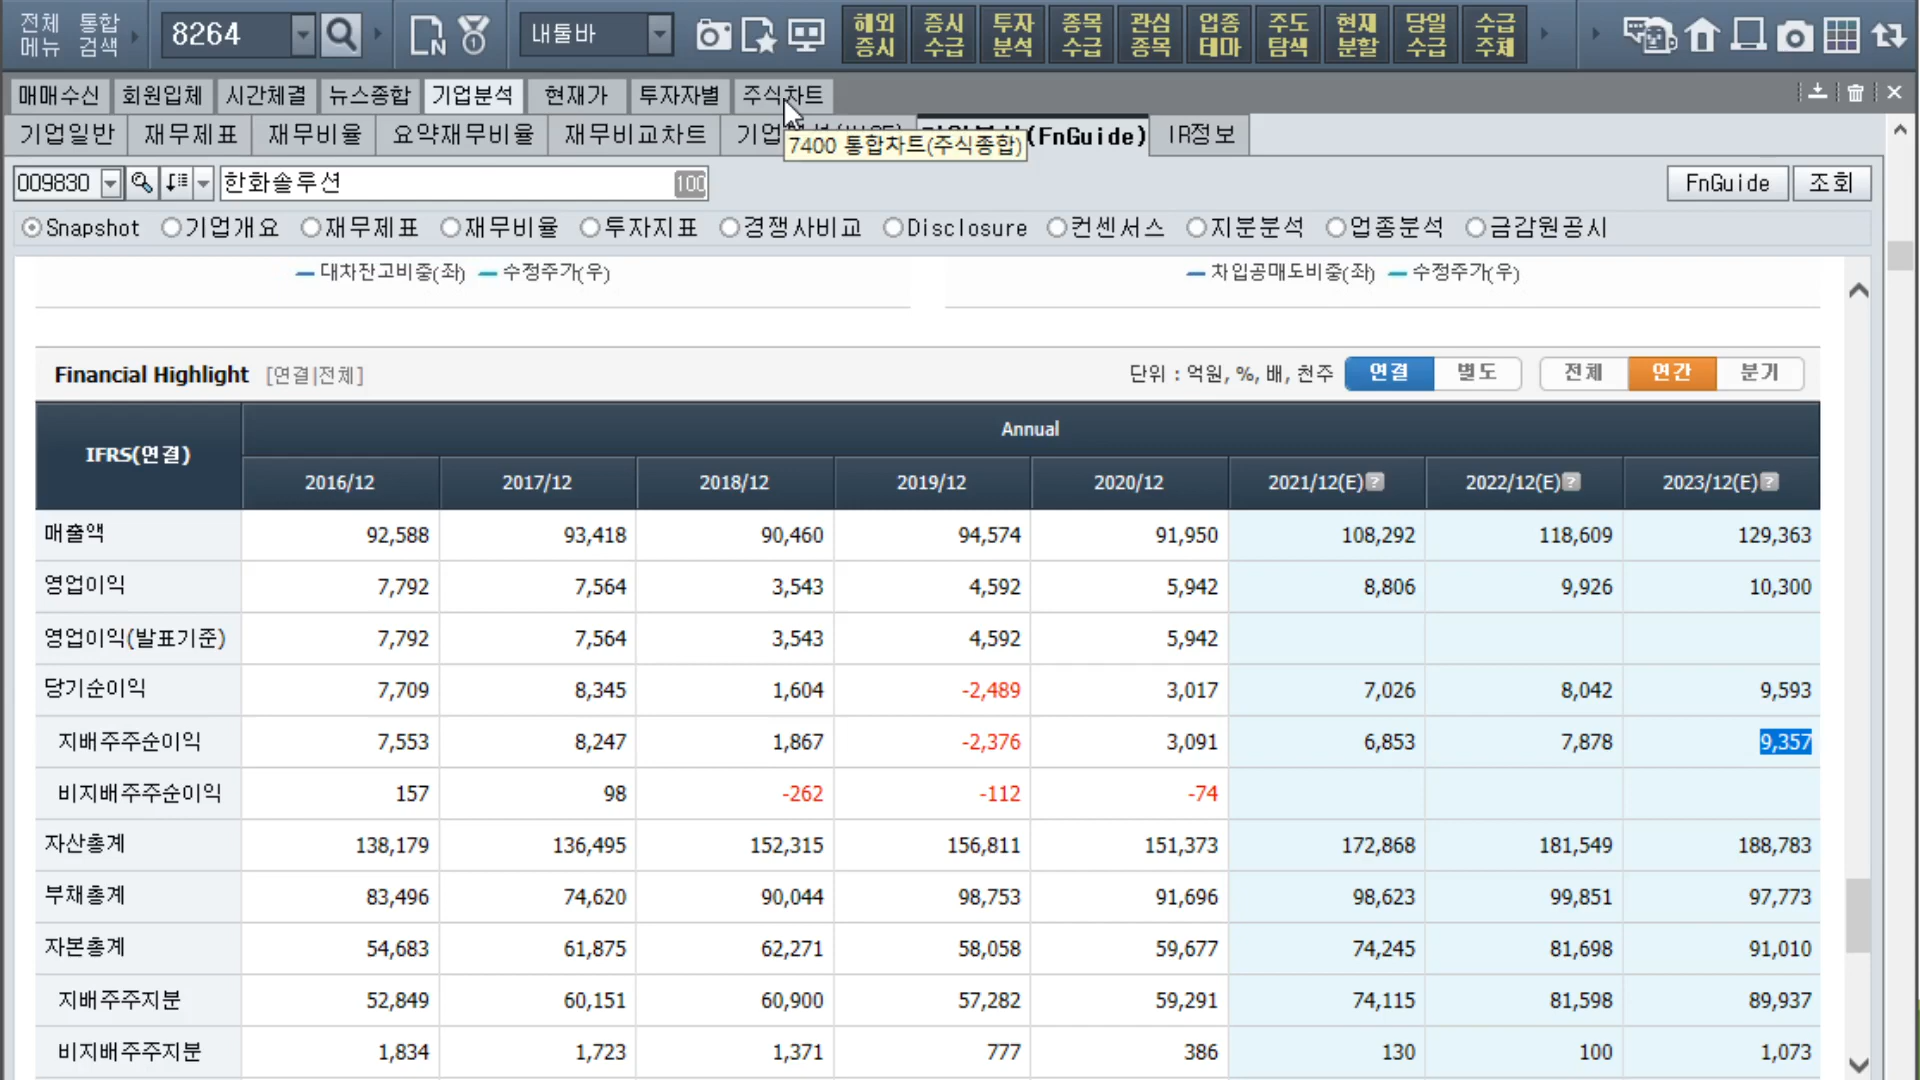 전체 메뉴 통합 검색 8264 내툴바 해외 증시 증시 수급 투자 분석 종목 수급 관심 종목 업종 테마 주도 탐색 현재 분할 당일 수급 수급 주체
매매수신 회원입체 시간체결 뉴스종합 기업분석 현재가 투자자별 주식차트
기업일반 재무제표 재무비율 요약재무비율 재무비교차트 (FnGuide) IR정보
7400 통합차트(주식종합)
009830 한화솔루션 100 FnGuide 조회
Snapshot 기업개요 재무제표 재무비율 투자지표 경쟁사비교 Disclosure 컨센서스 지분분석 업종분석 금감원공시
대차잔고비중(좌) 수정주가(우) 차입공매도비중(좌) 수정주가(우)
Financial Highlight [연결|전체] 단위 : 억원, %, 배, 천주 연결 별도 전체 연간 분기
IFRS(연결) Annual
2016/12 2017/12 2018/12 2019/12 2020/12 2021/12(E) 2022/12(E) 2023/12(E)
매출액 92,588 93,418 90,460 94,574 91,950 108,292 118,609 129,363
영업이익 7,792 7,564 3,543 4,592 5,942 8,806 9,926 10,300
영업이익(발표기준) 7,792 7,564 3,543 4,592 5,942
당기순이익 7,709 8,345 1,604 -2,489 3,017 7,026 8,042 9,593
지배주주순이익 7,553 8,247 1,867 -2,376 3,091 6,853 7,878 9,357
비지배주주순이익 157 98 -262 -112 -74
자산총계 138,179 136,495 152,315 156,811 151,373 172,868 181,549 188,783
부채총계 83,496 74,620 90,044 98,753 91,696 98,623 99,851 97,773
자본총계 54,683 61,875 62,271 58,058 59,677 74,245 81,698 91,010
지배주주지분 52,849 60,151 60,900 57,282 59,291 74,115 81,598 89,937
비지배주주지분 1,834 1,723 1,371 777 386 130 100 1,073